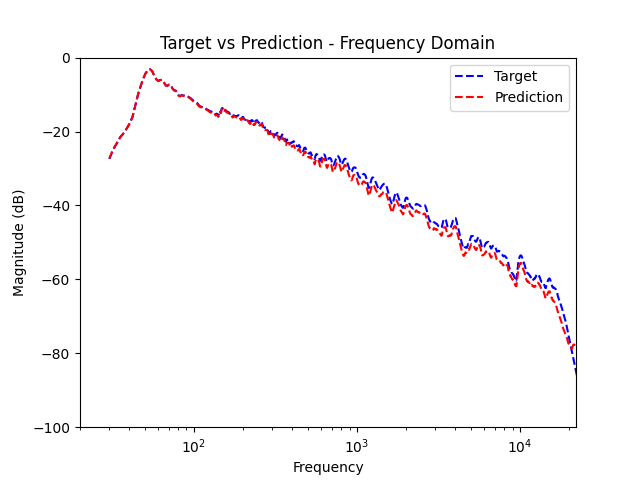 Target vs Prediction - Frequency Domain
Target
Prediction
Magnitude (dB)
0
−20
−40
−60
−80
−100
10²
10³
10⁴
Frequency